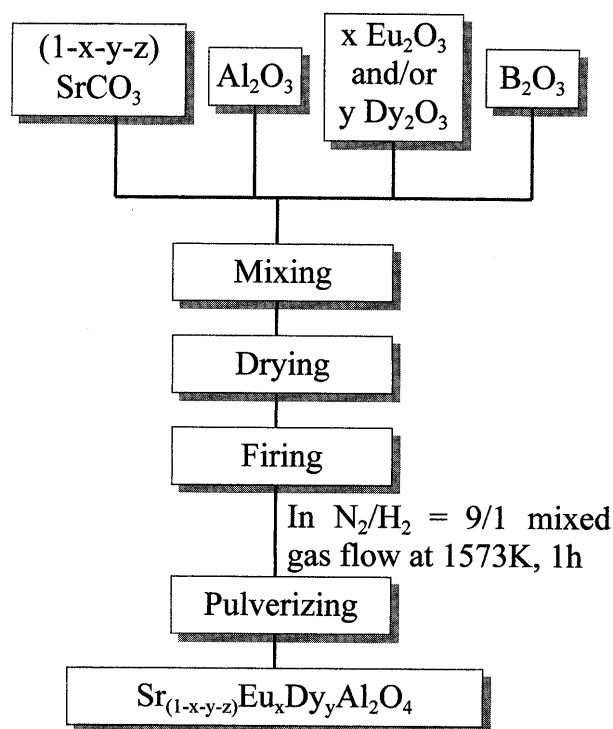 (1-x-y-z)
SrCO₃
Al₂O₃
x Eu₂O₃
and/or
y Dy₂O₃
B₂O₃
Mixing
Drying
Firing
In N₂/H₂ = 9/1 mixed
gas flow at 1573K, 1h
Pulverizing
Sr₍₁₋ₓ₋ᵧ₋z₎EuₓDyᵧAl₂O₄